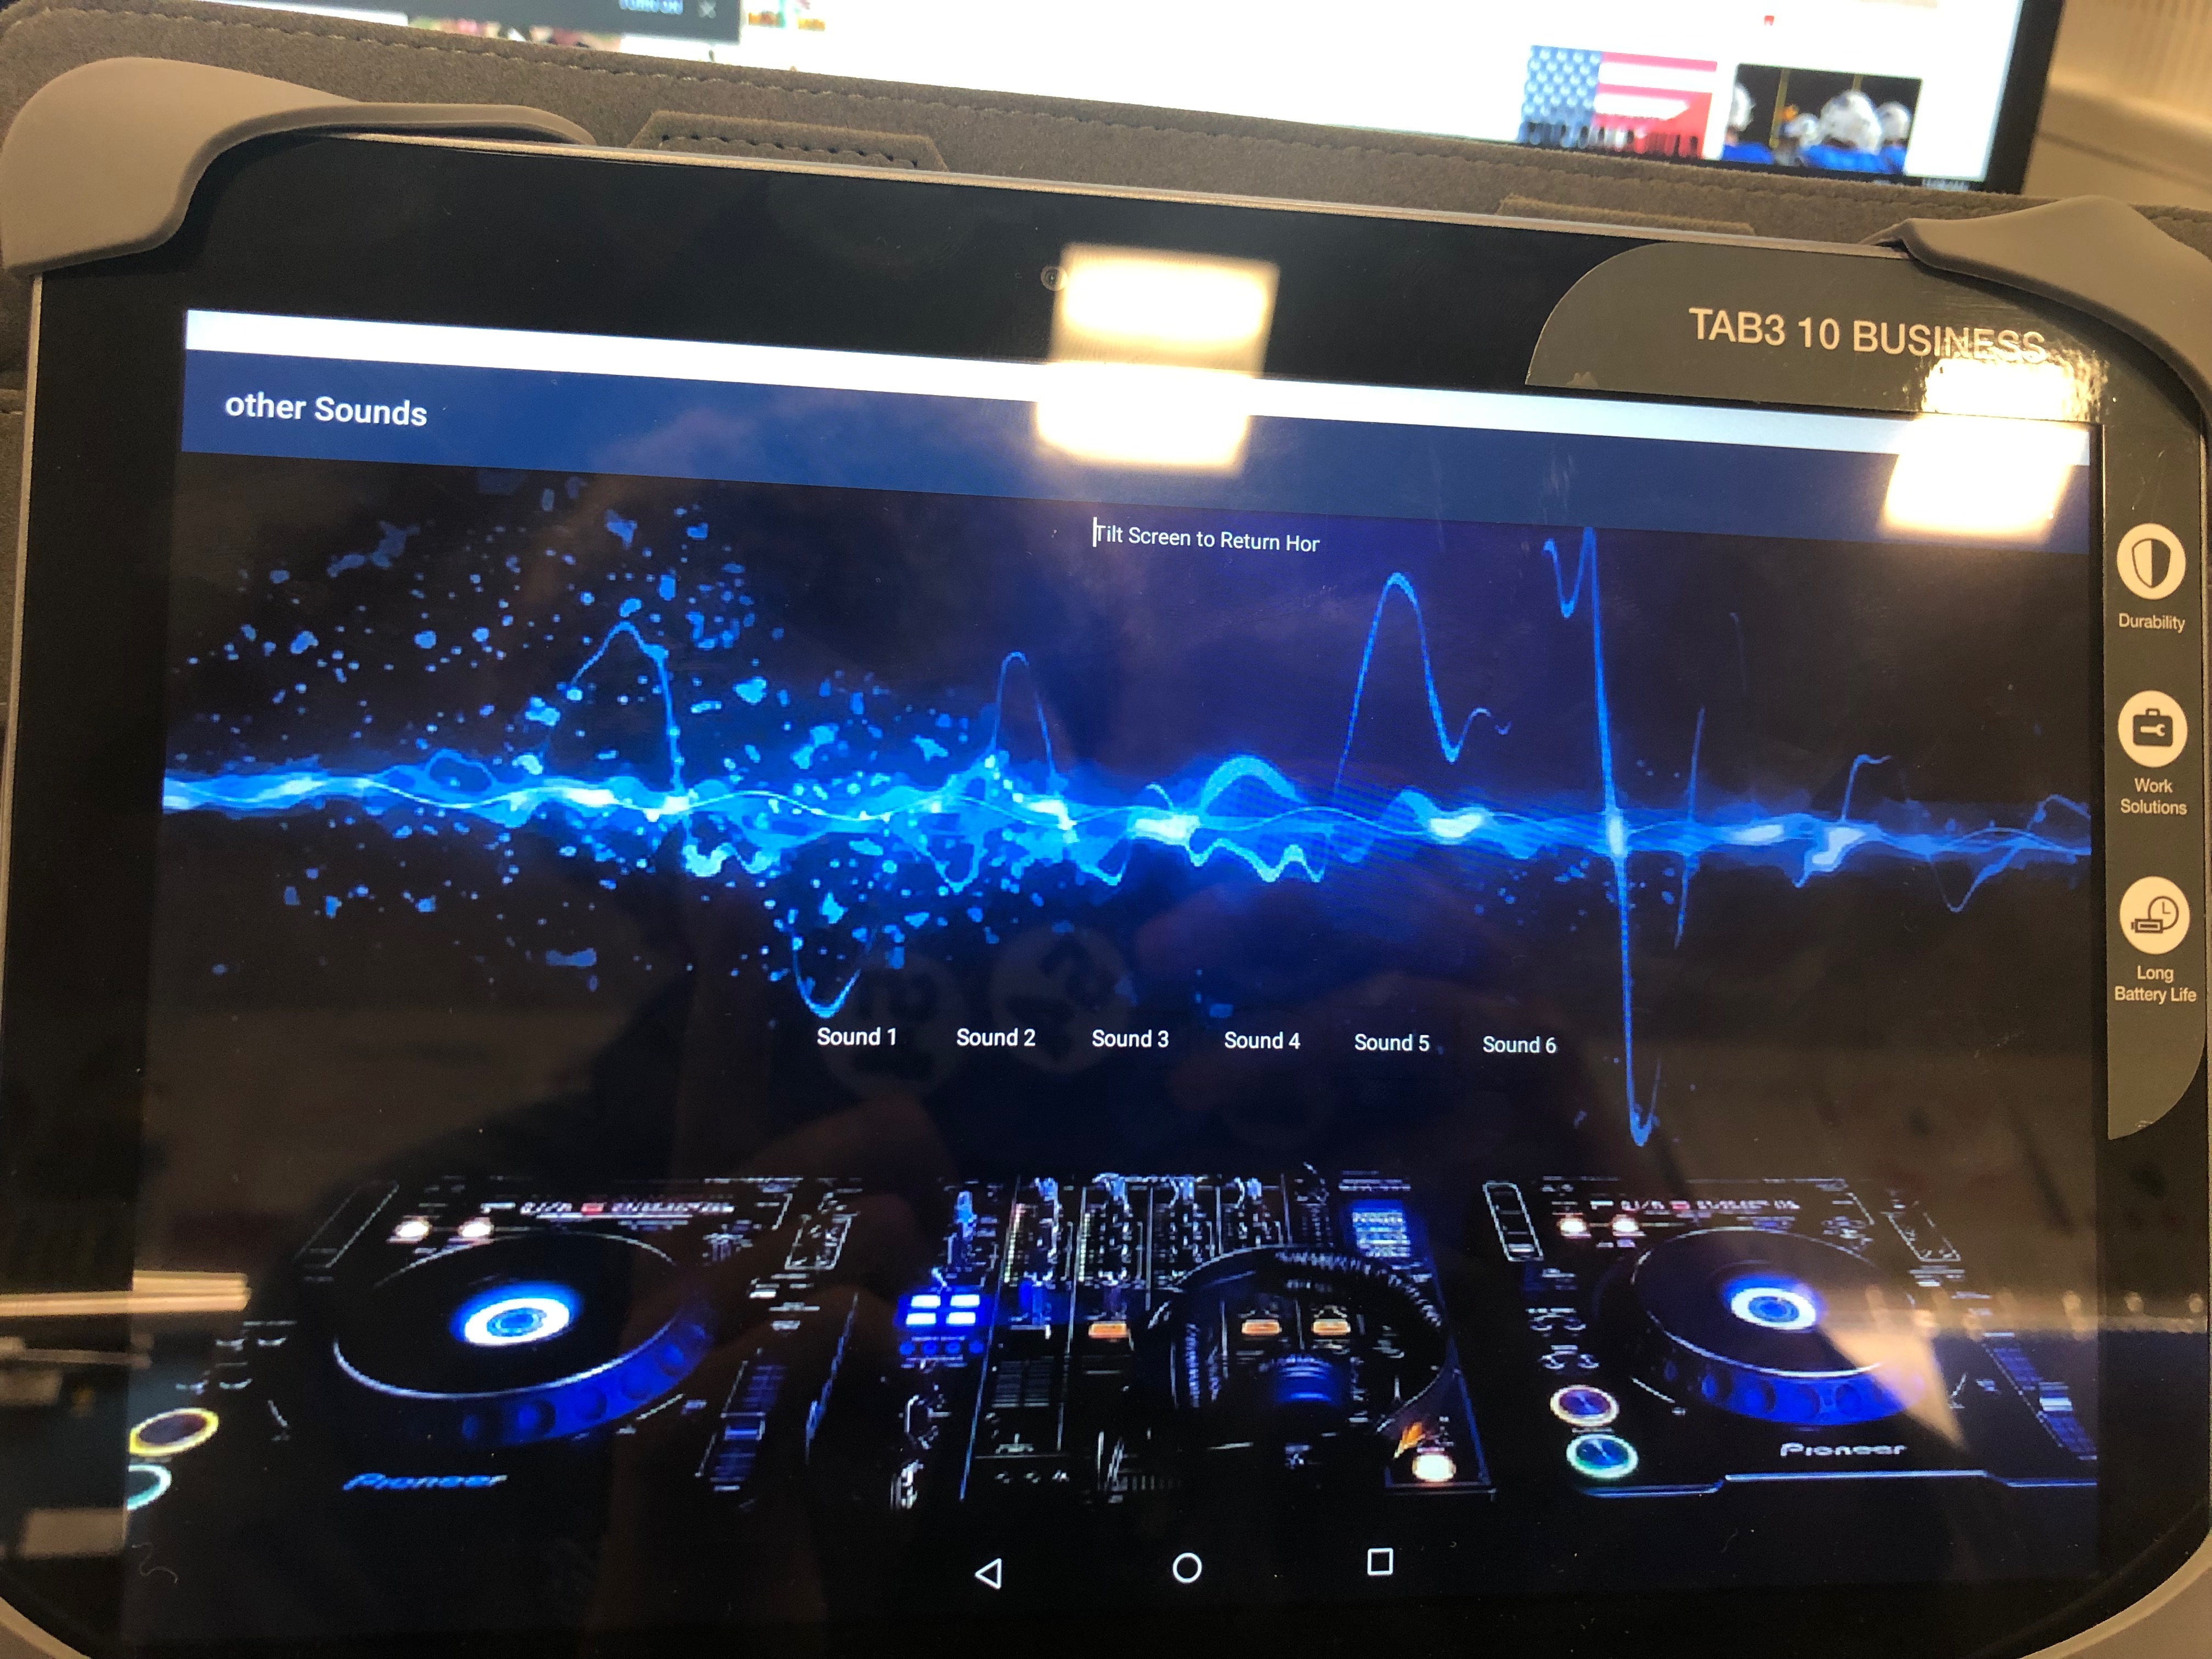 TAB3 10 BUSINESS
other Sounds
Tilt Screen to Return Hor
Durability
Work
Solutions
Long
Battery Life
Sound 1 Sound 2 Sound 3 Sound 4 Sound 5 Sound 6
Pioneer
Pioneer